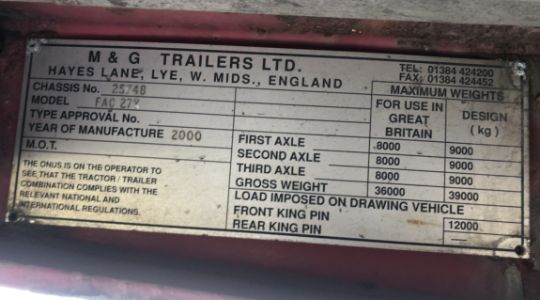 M & G TRAILERS LTD.
HAYES LANE, LYE, W. MIDS., ENGLAND
TEL: 01384 424200
FAX: 01384 424452
CHASSIS No. 25748
MODEL FAC 27Y
TYPE APPROVAL No.
YEAR OF MANUFACTURE 2000
M.O.T.
THE ONUS IS ON THE OPERATOR TO
SEE THAT THE TRACTOR / TRAILER
COMBINATION COMPLIES WITH THE
RELEVANT NATIONAL AND
INTERNATIONAL REGULATIONS.
MAXIMUM WEIGHTS
FOR USE IN
GREAT
BRITAIN
DESIGN
(kg)
FIRST AXLE 8000 9000
SECOND AXLE 8000 9000
THIRD AXLE 8000 9000
GROSS WEIGHT 36000 39000
LOAD IMPOSED ON DRAWING VEHICLE
FRONT KING PIN 12000
REAR KING PIN —